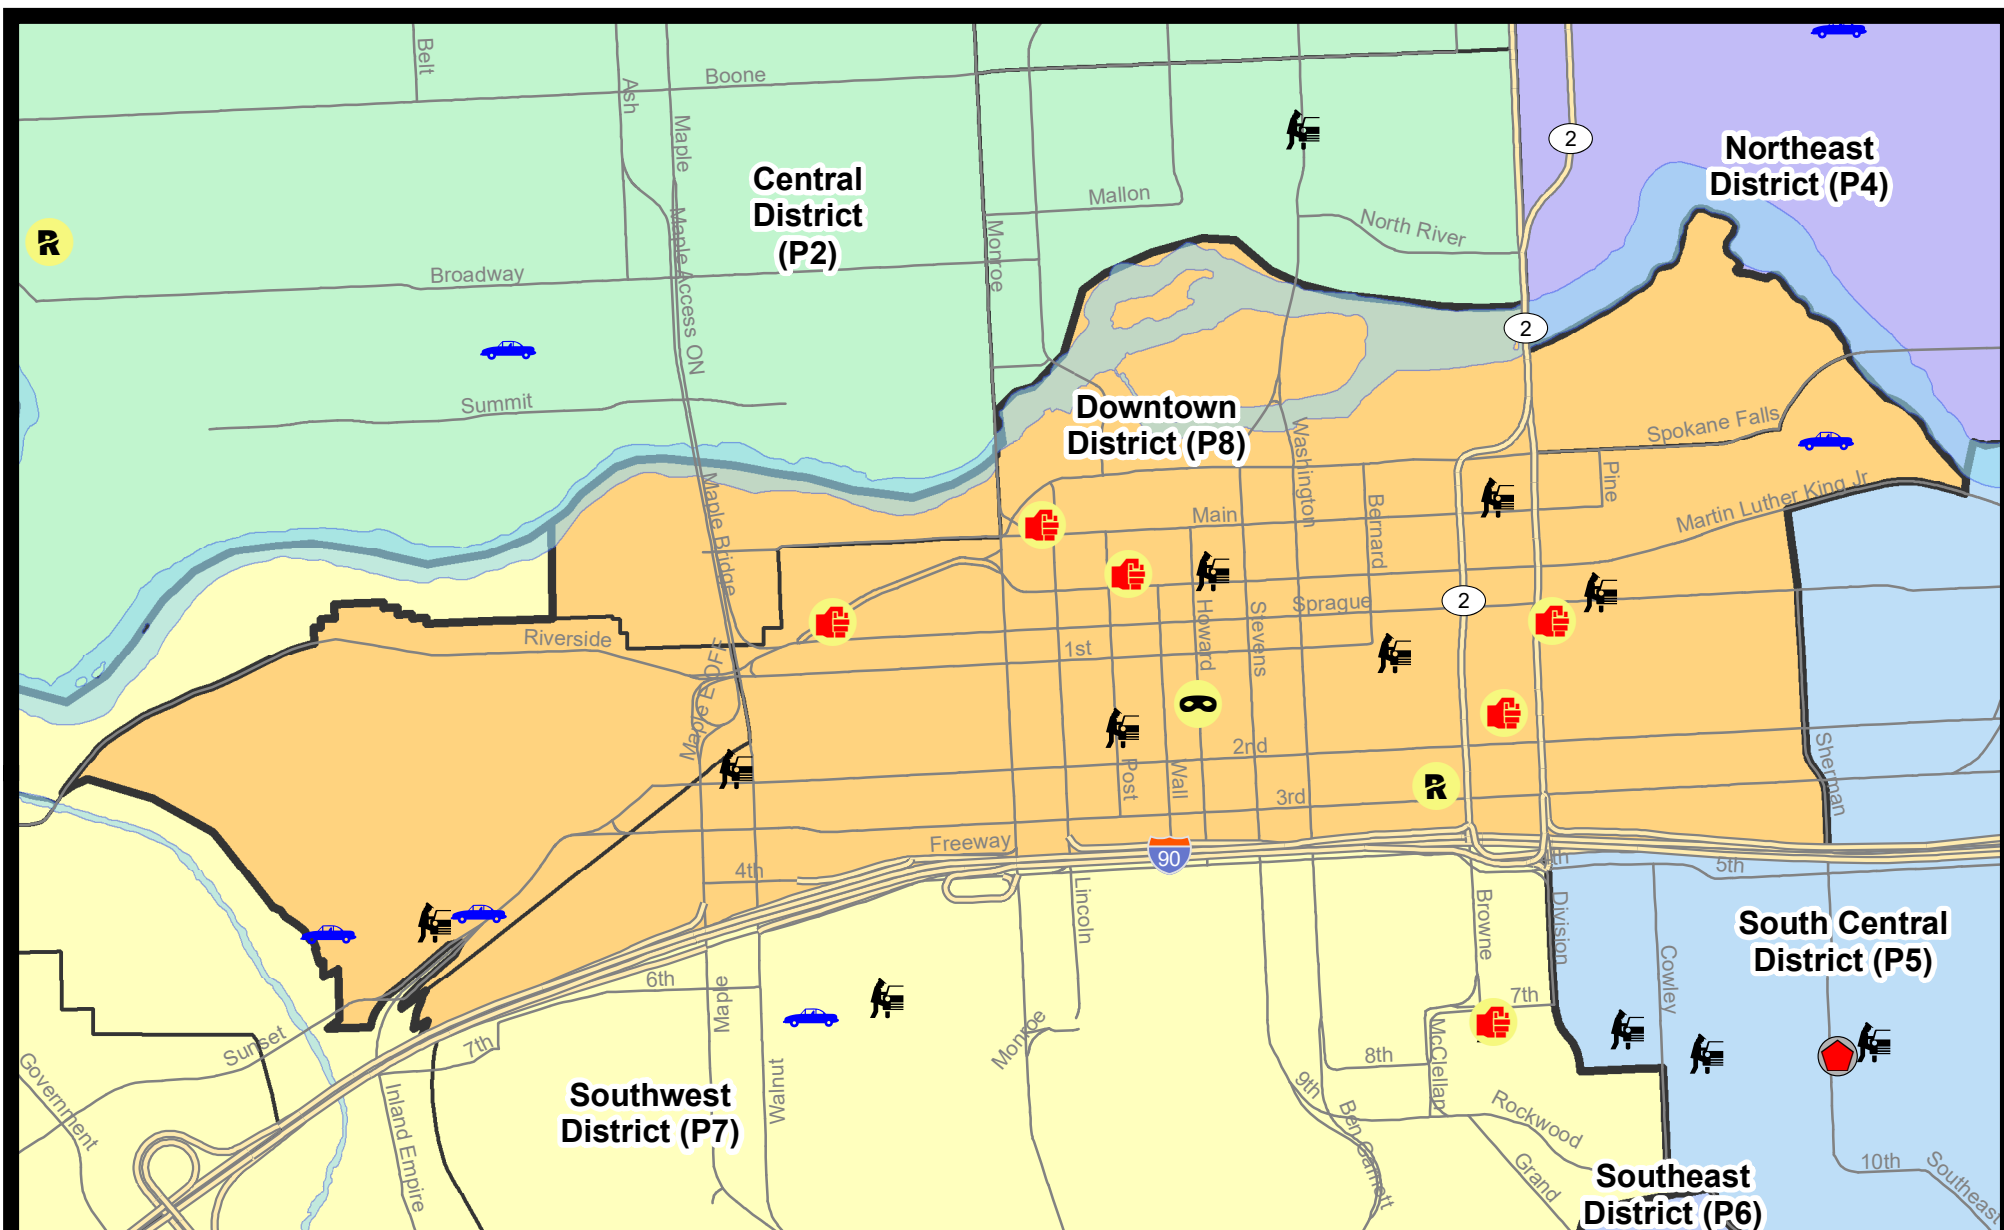 Belt
Ash
Boone
Maple
Central
District
(P2)
Mallon
North River
2
Northeast
District (P4)
R
Monroe
Maple Access ON
Broadway
2
Summit
Downtown
District (P8)
Washington
Spokane Falls
Pine
Martin Luther King Jr
Maple Bridge
Main
Bernard
Riverside
Sprague
2
1st
Howard
Stevens
Maple E OFF
2nd
Post
Wall
3rd
R
Sherman
Freeway
90
4th
4th
5th
Lincoln
Browne
Division
South Central
District (P5)
Cowley
6th
Maple
7th
Sunset
7th
Monroe
McClellan
8th
Government
Inland Empire
Southwest
District (P7)
Walnut
9th
Ben Garnett
Rockwood
Grand
10th
Southeast
Southeast
District (P6)